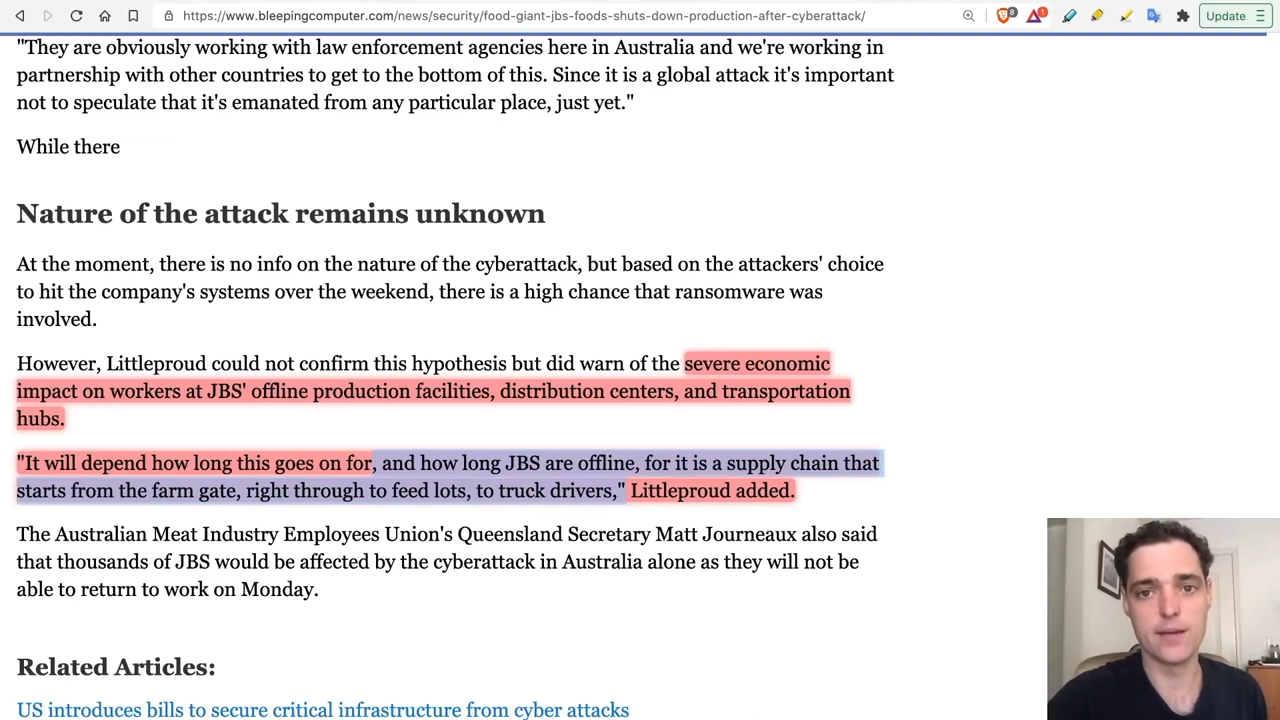 https://www.bleepingcomputer.com/news/security/food-giant-jbs-foods-shuts-down-production-after-cyberattack/
8
1
Update
"They are obviously working with law enforcement agencies here in Australia and we're working in
partnership with other countries to get to the bottom of this. Since it is a global attack it's important
not to speculate that it's emanated from any particular place, just yet."
While there
Nature of the attack remains unknown
At the moment, there is no info on the nature of the cyberattack, but based on the attackers' choice
to hit the company's systems over the weekend, there is a high chance that ransomware was
involved.
However, Littleproud could not confirm this hypothesis but did warn of the severe economic
impact on workers at JBS' offline production facilities, distribution centers, and transportation
hubs.
"It will depend how long this goes on for, and how long JBS are offline, for it is a supply chain that
starts from the farm gate, right through to feed lots, to truck drivers," Littleproud added.
The Australian Meat Industry Employees Union's Queensland Secretary Matt Journeaux also said
that thousands of JBS would be affected by the cyberattack in Australia alone as they will not be
able to return to work on Monday.
Related Articles:
US introduces bills to secure critical infrastructure from cyber attacks